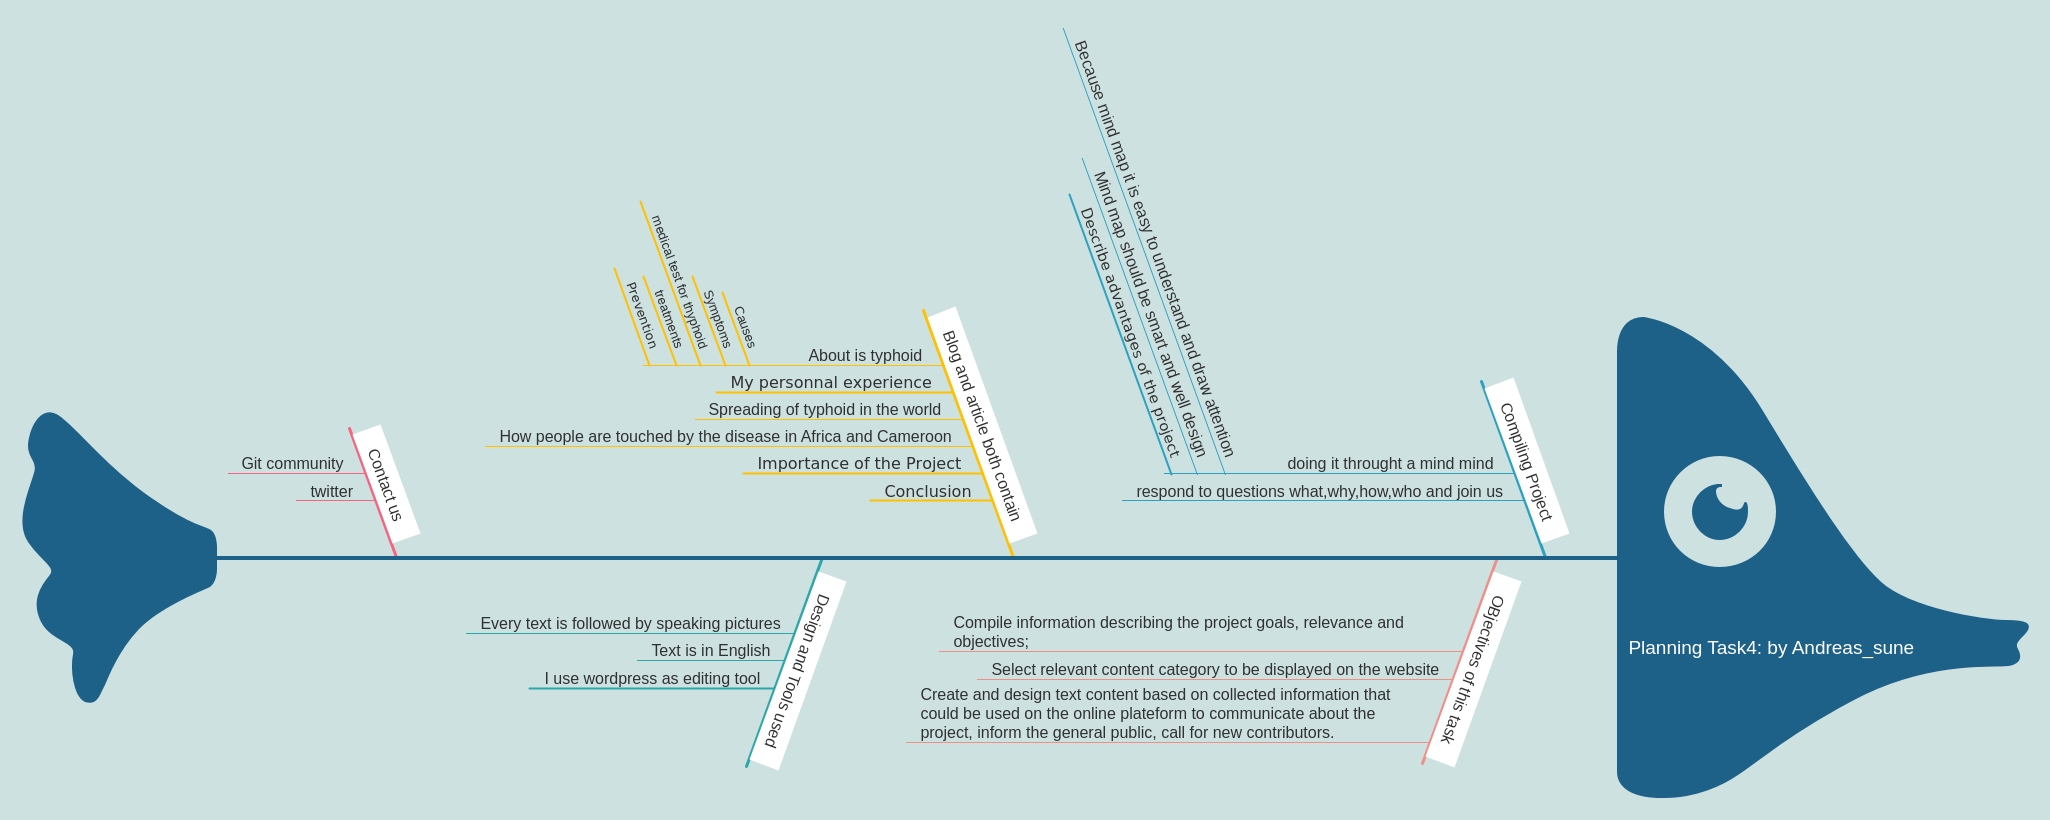 Planning Task4: by Andreas_sune
Compiling Project
doing it throught a mind mind
Because mind map it is easy to understand and draw attention
Mind map should be smart and well design
Describe advantages of the project
respond to questions what,why,how,who and join us
OBjectives of this task
Compile information describing the project goals, relevance and
objectives;
Select relevant content category to be displayed on the website
Create and design text content based on collected information that
could be used on the online plateform to communicate about the
project, inform the general public, call for new contributors.
Blog and article both contain
About is typhoid
Causes
Symptoms
medical test for thyphoid
treatments
Prevention
My personnal experience
Spreading of typhoid in the world
How people are touched by the disease in Africa and Cameroon
Importance of the Project
Conclusion
Design and Tools used
Every text is followed by speaking pictures
Text is in English
I use wordpress as editing tool
Contact us
Git community
twitter